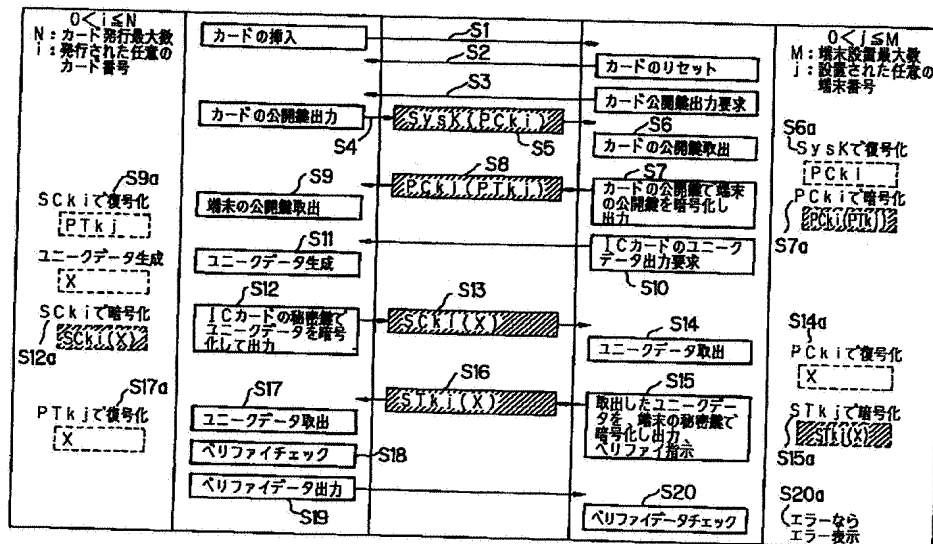 0<i≦N
N:カード発行最大数
i:発行された任意の
カード番号
カードの挿入
S1
S2
カードのリセット
S3
カード公開鍵出力要求
カードの公開鍵出力
S4
SysK(PCki)
S5
S6
カードの公開鍵取出
0<j≦M
M:端末設置最大数
j:設置された任意の
端末番号
S6a
SysKで復号化
PCki
S9a
SCkiで復号化
PTkj
S9
端末の公開鍵取出
S8
PCki(PTkj)
S7
カードの公開鍵で端末
の公開鍵を暗号化し
出力
PCkiで暗号化
PCki(PTkj)
S7a
S11
ユニークデータ生成
ICカードのユニーク
データ出力要求
S10
ユニークデータ生成
X
S12
ICカードの秘密鍵で
ユニークデータを暗号
化して出力
S13
SCki(X)
S14
ユニークデータ取出
SCkiで暗号化
SCki(X)
S12a
S14a
PCkiで復号化
X
S17a
PTkjで復号化
X
S17
ユニークデータ取出
S16
STkj(X)
S15
取出したユニークデー
タを、端末の秘密鍵で
暗号化し出力、
ベリファイ指示
STkjで暗号化
STkj(X)
S15a
ベリファイチェック
S18
ベリファイデータ出力
S19
S20
ベリファイデータチェック
S20a
エラーなら
エラー表示